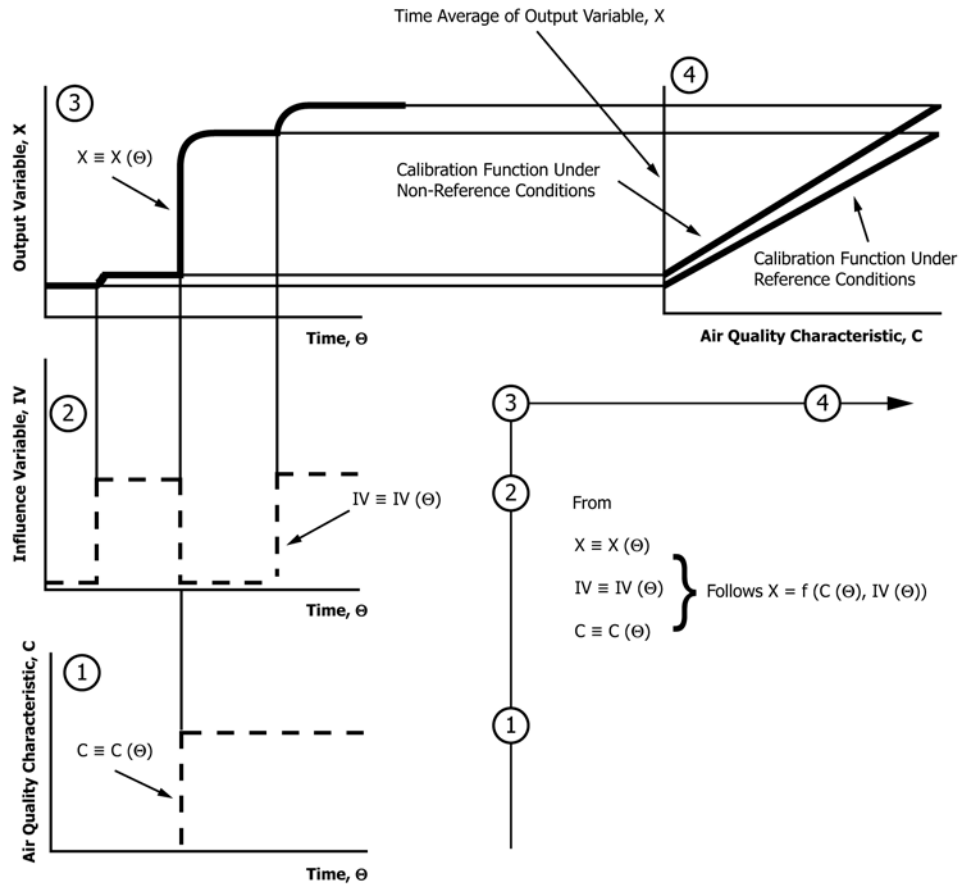 Time Average of Output Variable, X
3
4
Output Variable, X
X ≡ X (Θ)
Calibration Function Under
Non-Reference Conditions
Calibration Function Under
Reference Conditions
Time, Θ
Air Quality Characteristic, C
2
Influence Variable, IV
IV ≡ IV (Θ)
Time, Θ
3
4
2
From
X ≡ X (Θ)
IV ≡ IV (Θ)
C ≡ C (Θ)
} Follows X = f (C (Θ), IV (Θ))
1
1
Air Quality Characteristic, C
C ≡ C (Θ)
Time, Θ